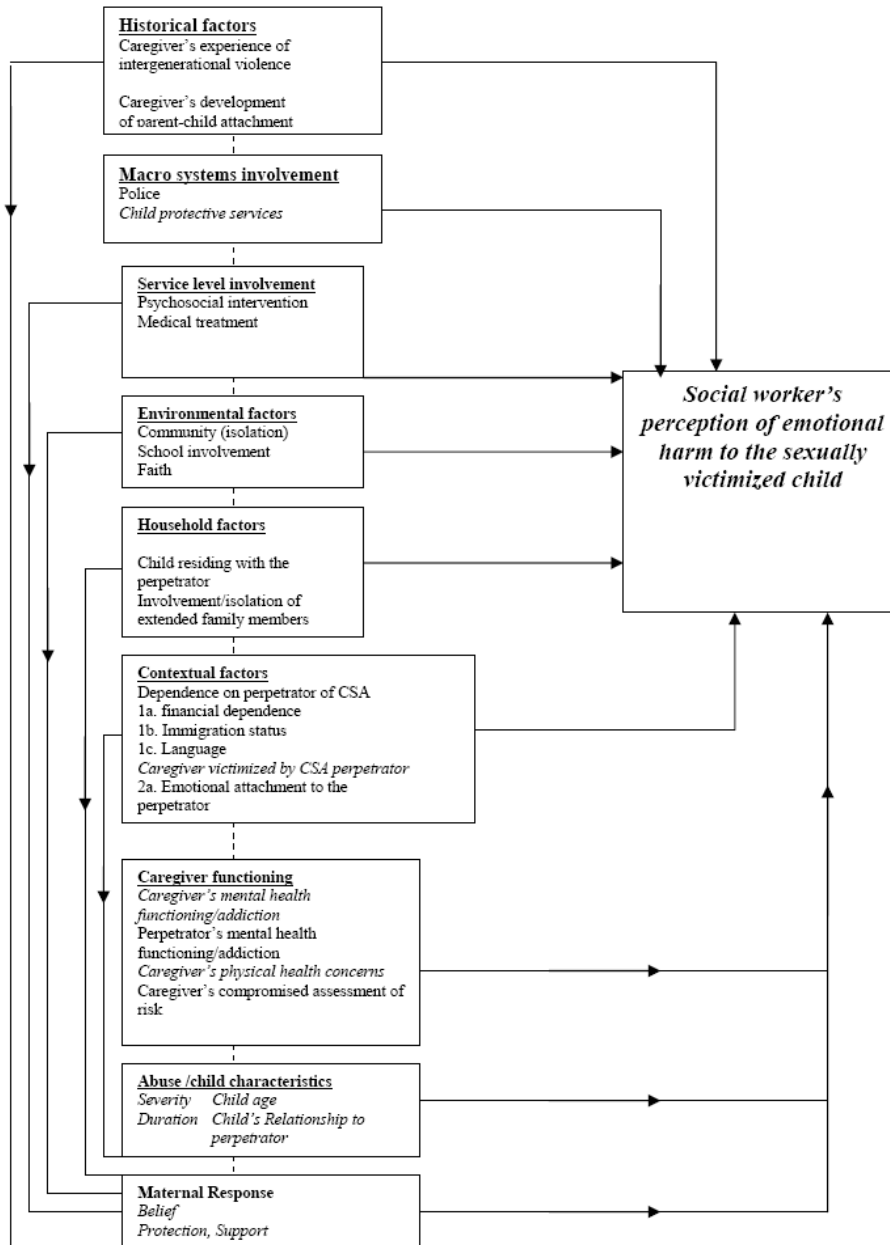 Historical factors
Caregiver’s experience of
intergenerational violence
Caregiver’s development
of parent-child attachment
Macro systems involvement
Police
Child protective services
Service level involvement
Psychosocial intervention
Medical treatment
Social worker’s
perception of emotional
harm to the sexually
victimized child
Environmental factors
Community (isolation)
School involvement
Faith
Household factors
Child residing with the
perpetrator
Involvement/isolation of
extended family members
Contextual factors
Dependence on perpetrator of CSA
1a. financial dependence
1b. Immigration status
1c. Language
Caregiver victimized by CSA perpetrator
2a. Emotional attachment to the
perpetrator
Caregiver functioning
Caregiver’s mental health
functioning/addiction
Perpetrator’s mental health
functioning/addiction
Caregiver’s physical health concerns
Caregiver’s compromised assessment of
risk
Abuse /child characteristics
Severity Child age
Duration Child’s Relationship to
perpetrator
Maternal Response
Belief
Protection, Support